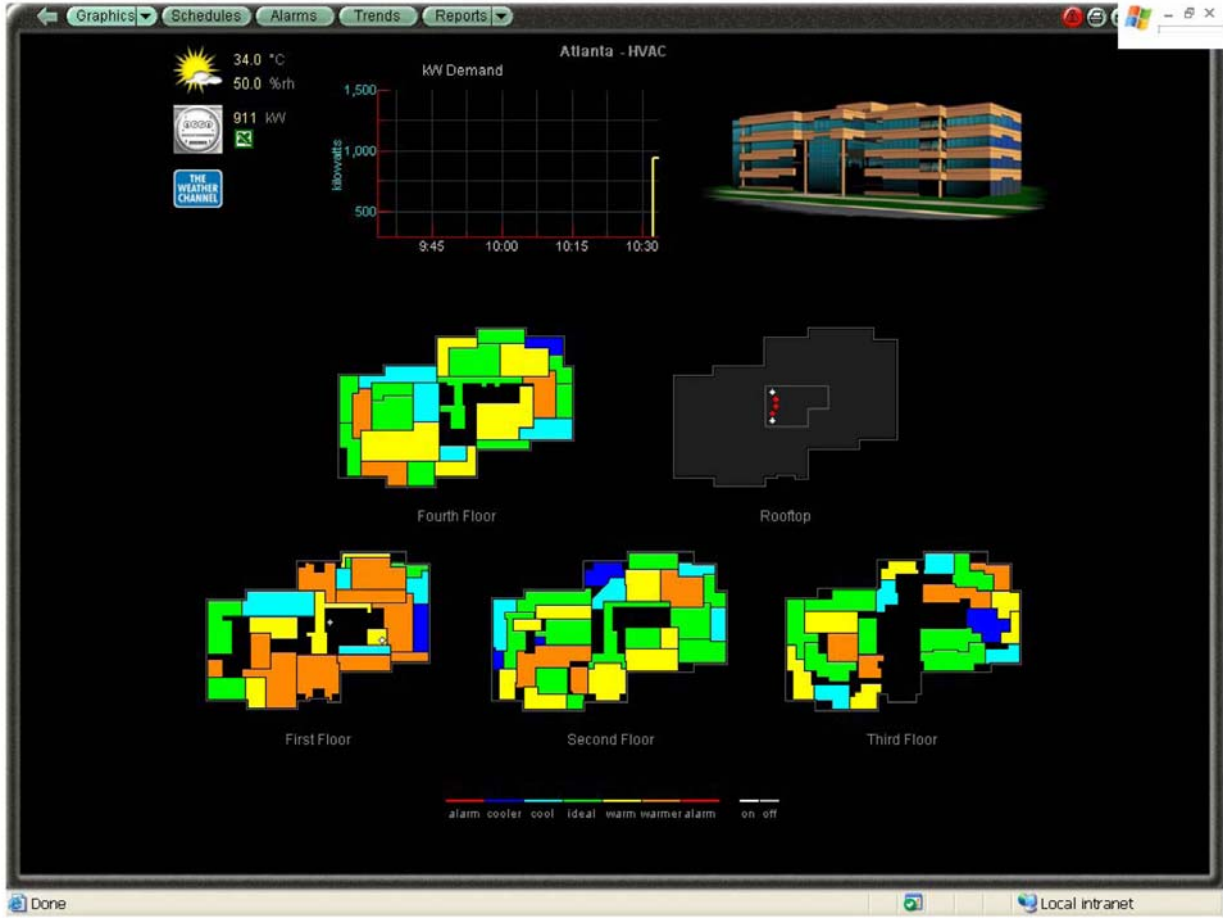 Graphics Schedules Alarms Trends Reports
Atlanta - HVAC
34.0 °C
50.0 %rh
911 kW
THE
WEATHER
CHANNEL
kW Demand
kilowatts
1,500
1,000
500
9:45 10:00 10:15 10:30
Fourth Floor
Rooftop
First Floor
Second Floor
Third Floor
alarm cooler cool ideal warm warmer alarm on off
Done
Local intranet